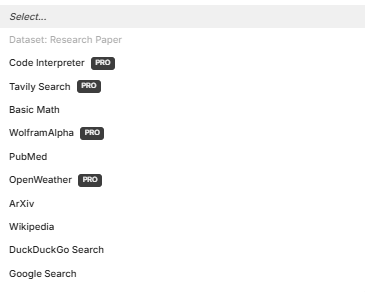 Select...
Dataset: Research Paper
Code Interpreter PRO
Tavily Search PRO
Basic Math
WolframAlpha PRO
PubMed
OpenWeather PRO
ArXiv
Wikipedia
DuckDuckGo Search
Google Search